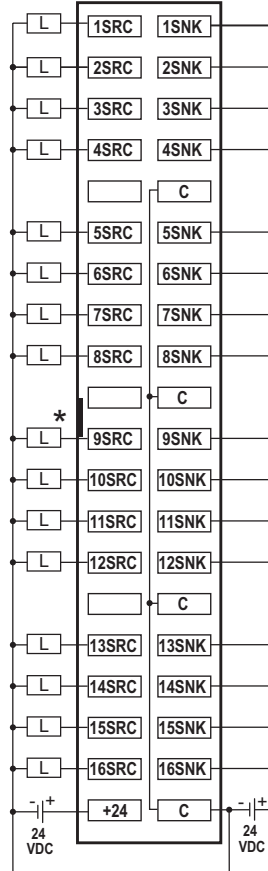 L 1SRC 1SNK
L 2SRC 2SNK
L 3SRC 3SNK
L 4SRC 4SNK
C
L 5SRC 5SNK
L 6SRC 6SNK
L 7SRC 7SNK
L 8SRC 8SNK
C
*
L 9SRC 9SNK
L 10SRC 10SNK
L 11SRC 11SNK
L 12SRC 12SNK
C
L 13SRC 13SNK
L 14SRC 14SNK
L 15SRC 15SNK
L 16SRC 16SNK
- + +24 C - +
24 24
VDC VDC